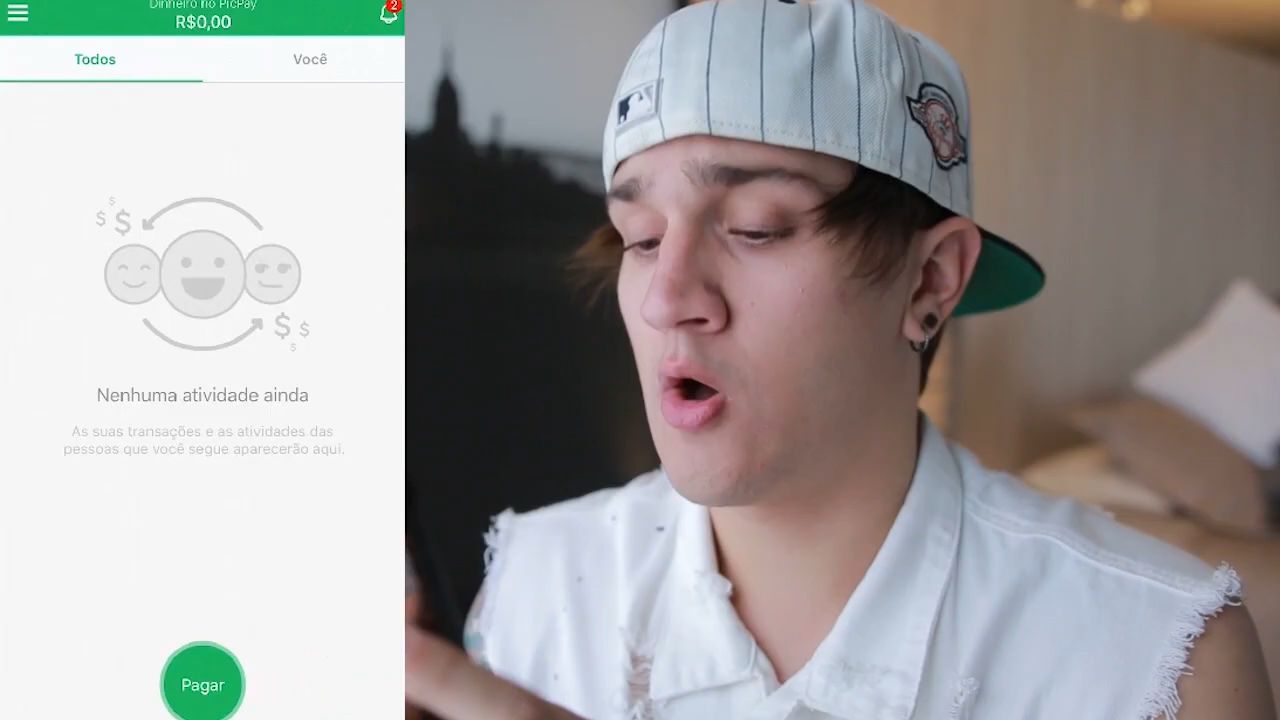 Dinheiro no PicPay
R$0,00
2
Todos
Você
$ $ $
$ $ $
Nenhuma atividade ainda
As suas transações e as atividades das
pessoas que você segue aparecerão aqui.
Pagar